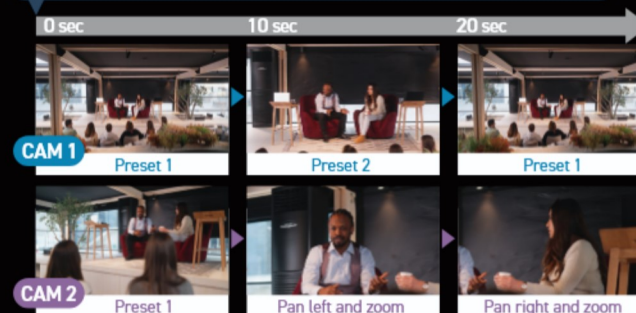 0 sec 10 sec 20 sec
CAM 1
Preset 1 Preset 2 Preset 1
CAM 2
Preset 1 Pan left and zoom Pan right and zoom